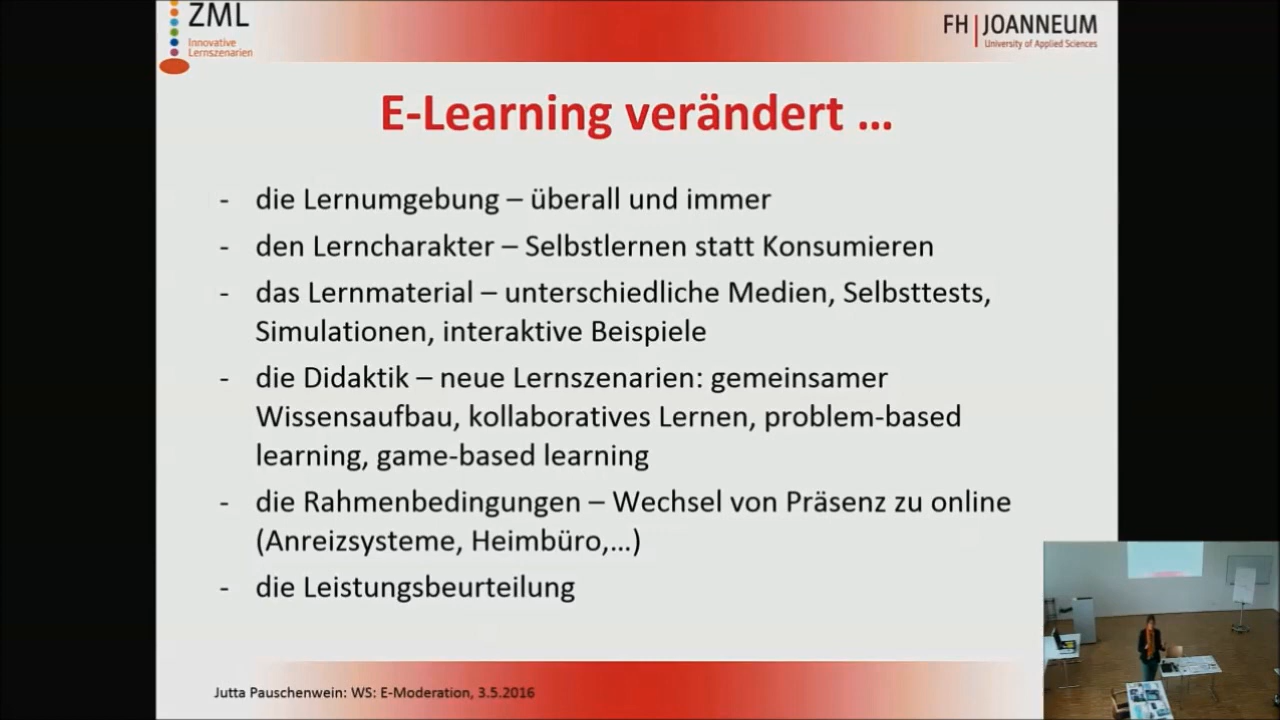 ZML
Innovative
Lernszenarien
FH | JOANNEUM
University of Applied Sciences
E-Learning verändert ...
- die Lernumgebung – überall und immer
- den Lerncharakter – Selbstlernen statt Konsumieren
- das Lernmaterial – unterschiedliche Medien, Selbsttests,
Simulationen, interaktive Beispiele
- die Didaktik – neue Lernszenarien: gemeinsamer
Wissensaufbau, kollaboratives Lernen, problem-based
learning, game-based learning
- die Rahmenbedingungen – Wechsel von Präsenz zu online
(Anreizsysteme, Heimbüro,...)
- die Leistungsbeurteilung
Jutta Pauschenwein: WS: E-Moderation, 3.5.2016